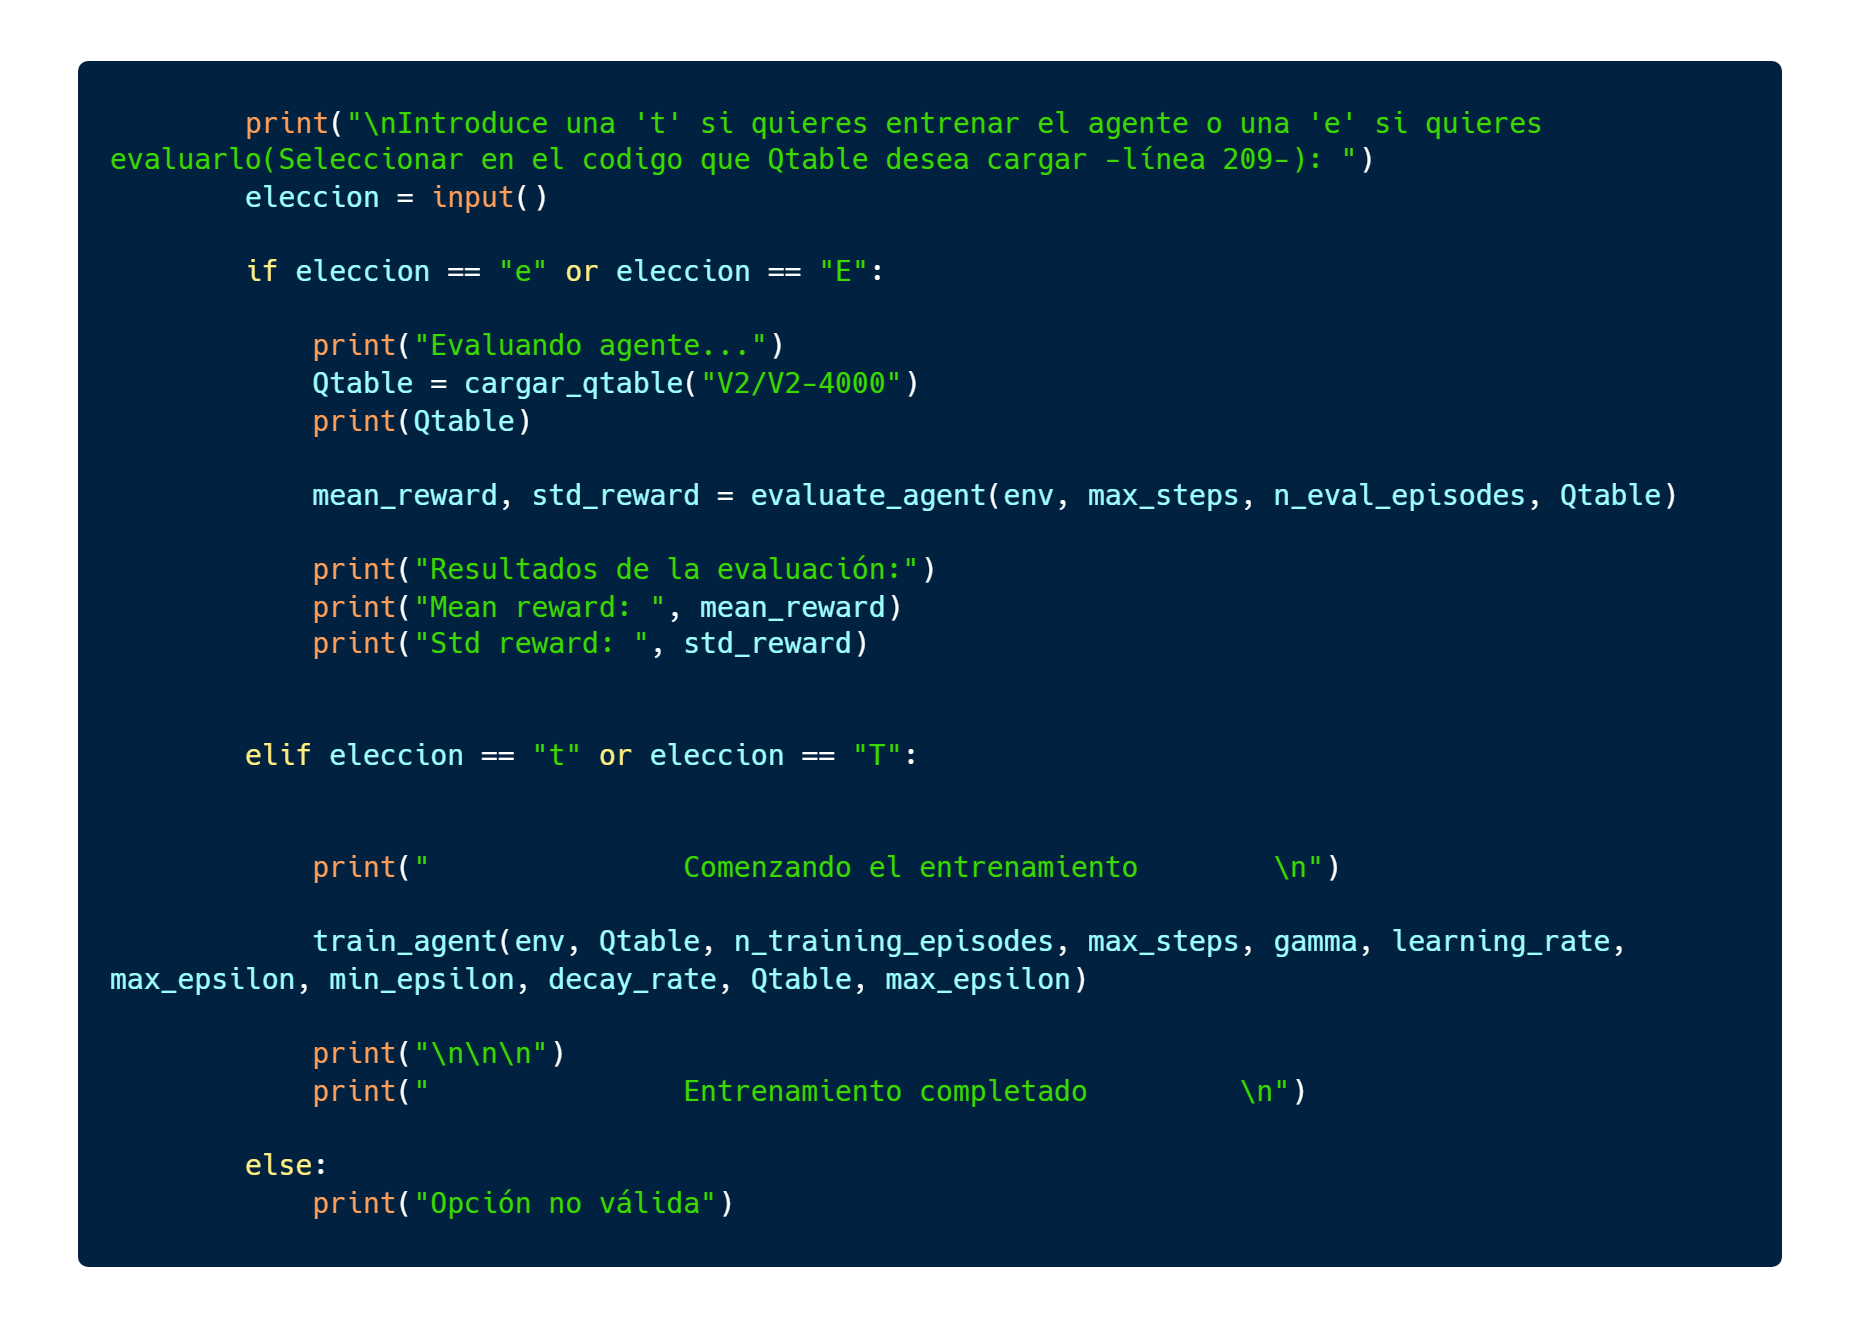 print("\nIntroduce una 't' si quieres entrenar el agente o una 'e' si quieres
evaluarlo(Seleccionar en el codigo que Qtable desea cargar -línea 209-): ")
eleccion = input()
if eleccion == "e" or eleccion == "E":
print("Evaluando agente...")
Qtable = cargar_qtable("V2/V2-4000")
print(Qtable)
mean_reward, std_reward = evaluate_agent(env, max_steps, n_eval_episodes, Qtable)
print("Resultados de la evaluación:")
print("Mean reward: ", mean_reward)
print("Std reward: ", std_reward)
elif eleccion == "t" or eleccion == "T":
print("               Comenzando el entrenamiento        \n")
train_agent(env, Qtable, n_training_episodes, max_steps, gamma, learning_rate,
max_epsilon, min_epsilon, decay_rate, Qtable, max_epsilon)
print("\n\n\n")
print("               Entrenamiento completado         \n")
else:
print("Opción no válida")